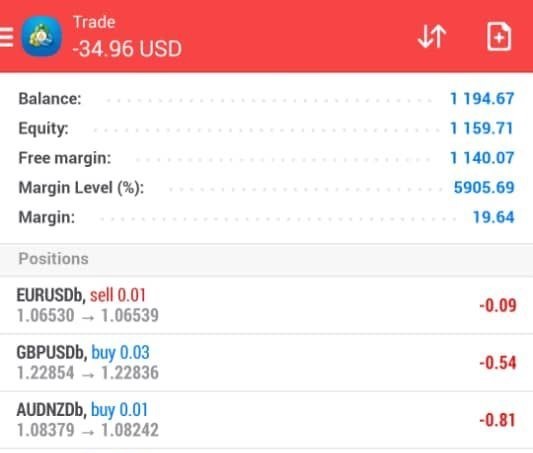 Trade
-34.96 USD
Balance: 1 194.67
Equity: 1 159.71
Free margin: 1 140.07
Margin Level (%): 5905.69
Margin: 19.64
Positions
EURUSDb, sell 0.01
1.06530 → 1.06539 -0.09
GBPUSDb, buy 0.03
1.22854 → 1.22836 -0.54
AUDNZDb, buy 0.01
1.08379 → 1.08242 -0.81